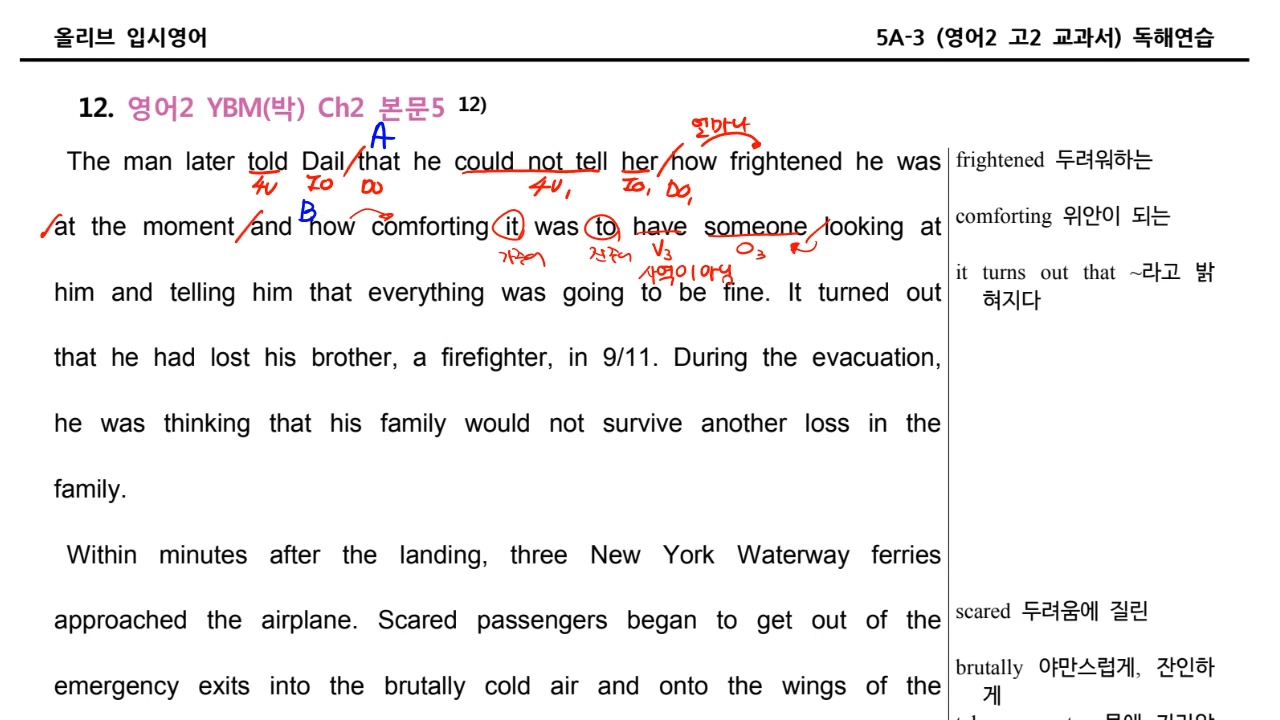 올리브 입시영어
5A-3 (영어2 고2 교과서) 독해연습
12. 영어2 YBM(박) Ch2 본문5 12)
A
얼마나
The man later told Dail that he could not tell her how frightened he was
4V IO DO 4V1 IO1 DO1
B
at the moment and how comforting it was to have someone looking at
가주어 진주어 V3 O3
사역이 아님
him and telling him that everything was going to be fine. It turned out
that he had lost his brother, a firefighter, in 9/11. During the evacuation,
he was thinking that his family would not survive another loss in the
family.
Within minutes after the landing, three New York Waterway ferries
approached the airplane. Scared passengers began to get out of the
emergency exits into the brutally cold air and onto the wings of the
frightened 두려워하는
comforting 위안이 되는
it turns out that ~라고 밝
혀지다
scared 두려움에 질린
brutally 야만스럽게, 잔인하
게